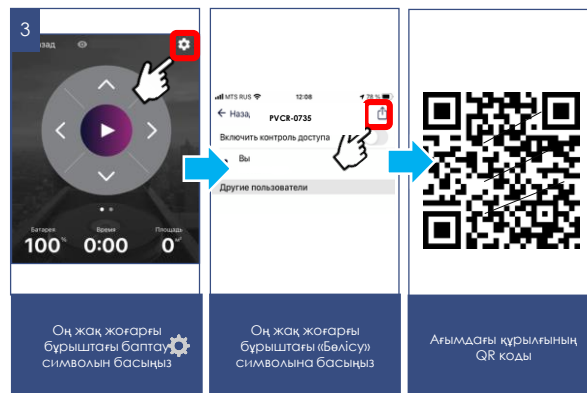 3
зад
Батарея
Время
Площадь
100%
0:00
0м²
Оң жақ жоғарғы
бұрыштағы баптау
символын басыңыз
MTS RUS
12:08
78 %
Наза
PVCR-0735
Включить контроль доступа
Вы
Другие пользователи
Оң жақ жоғарғы
бұрыштағы «Бөлісу»
символына басыңыз
Ағымдағы құрылғының
QR коды